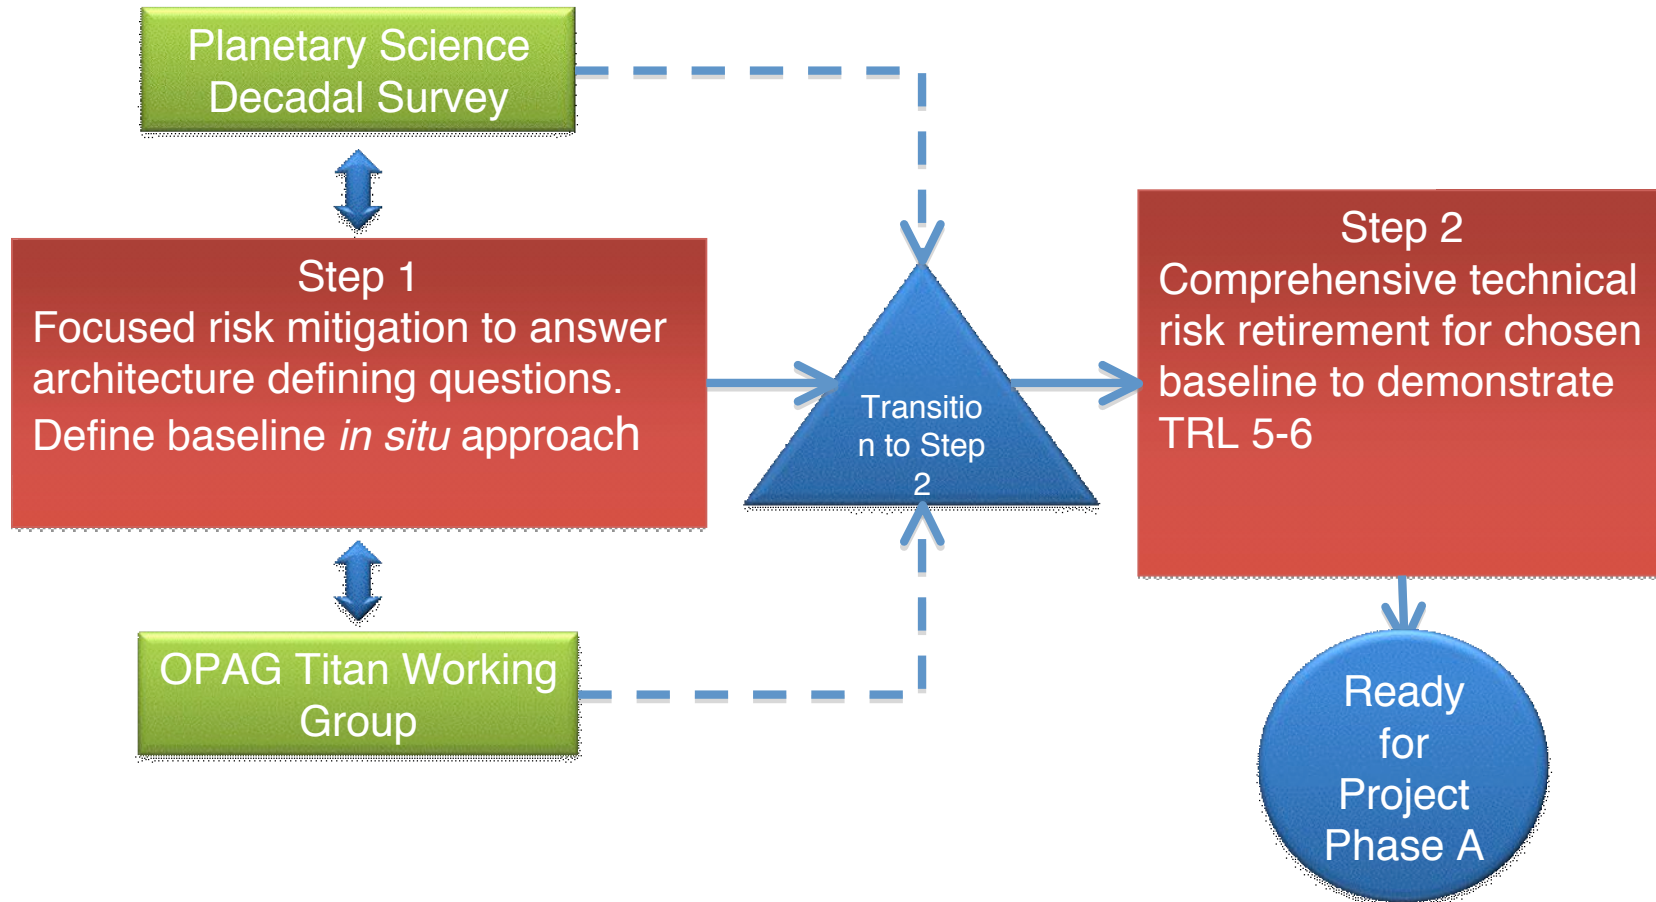 Planetary Science
Decadal Survey
Step 1
Focused risk mitigation to answer
architecture defining questions.
Define baseline in situ approach
OPAG Titan Working
Group
Transitio
n to Step
2
Step 2
Comprehensive technical
risk retirement for chosen
baseline to demonstrate
TRL 5-6
Ready
for
Project
Phase A